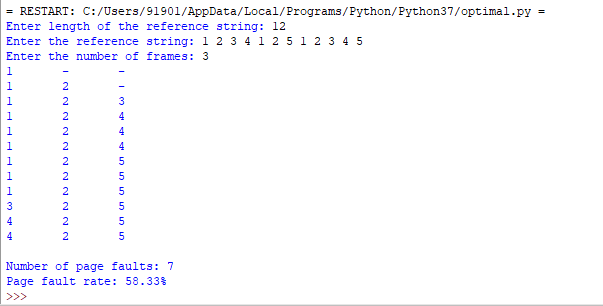 = RESTART: C:/Users/91901/AppData/Local/Programs/Python/Python37/optimal.py =
Enter length of the reference string: 12
Enter the reference string: 1 2 3 4 1 2 5 1 2 3 4 5
Enter the number of frames: 3
1 - -
1 2 -
1 2 3
1 2 4
1 2 4
1 2 4
1 2 5
1 2 5
1 2 5
3 2 5
4 2 5
4 2 5
Number of page faults: 7
Page fault rate: 58.33%
>>>